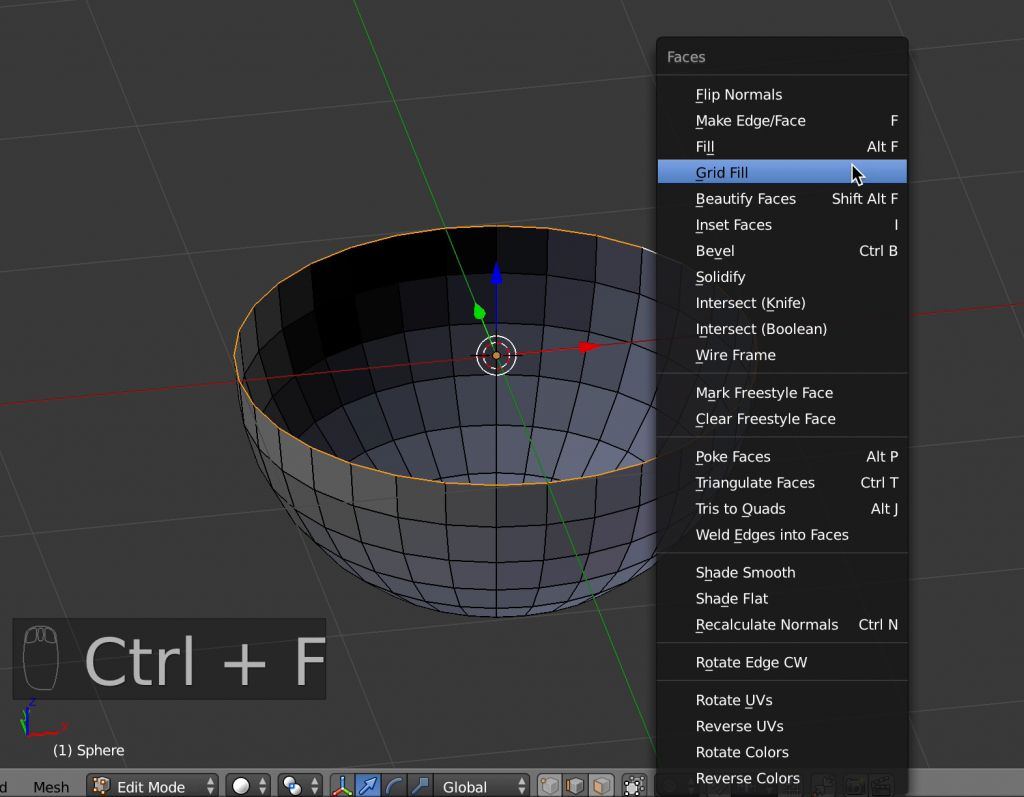 Faces
Flip Normals
Make Edge/Face F
Fill Alt F
Grid Fill
Beautify Faces Shift Alt F
Inset Faces I
Bevel Ctrl B
Solidify
Intersect (Knife)
Intersect (Boolean)
Wire Frame
Mark Freestyle Face
Clear Freestyle Face
Poke Faces Alt P
Triangulate Faces Ctrl T
Tris to Quads Alt J
Weld Edges into Faces
Shade Smooth
Shade Flat
Recalculate Normals Ctrl N
Rotate Edge CW
Rotate UVs
Reverse UVs
Rotate Colors
Reverse Colors
Ctrl + F
Z
X
(1) Sphere
d Mesh Edit Mode Global